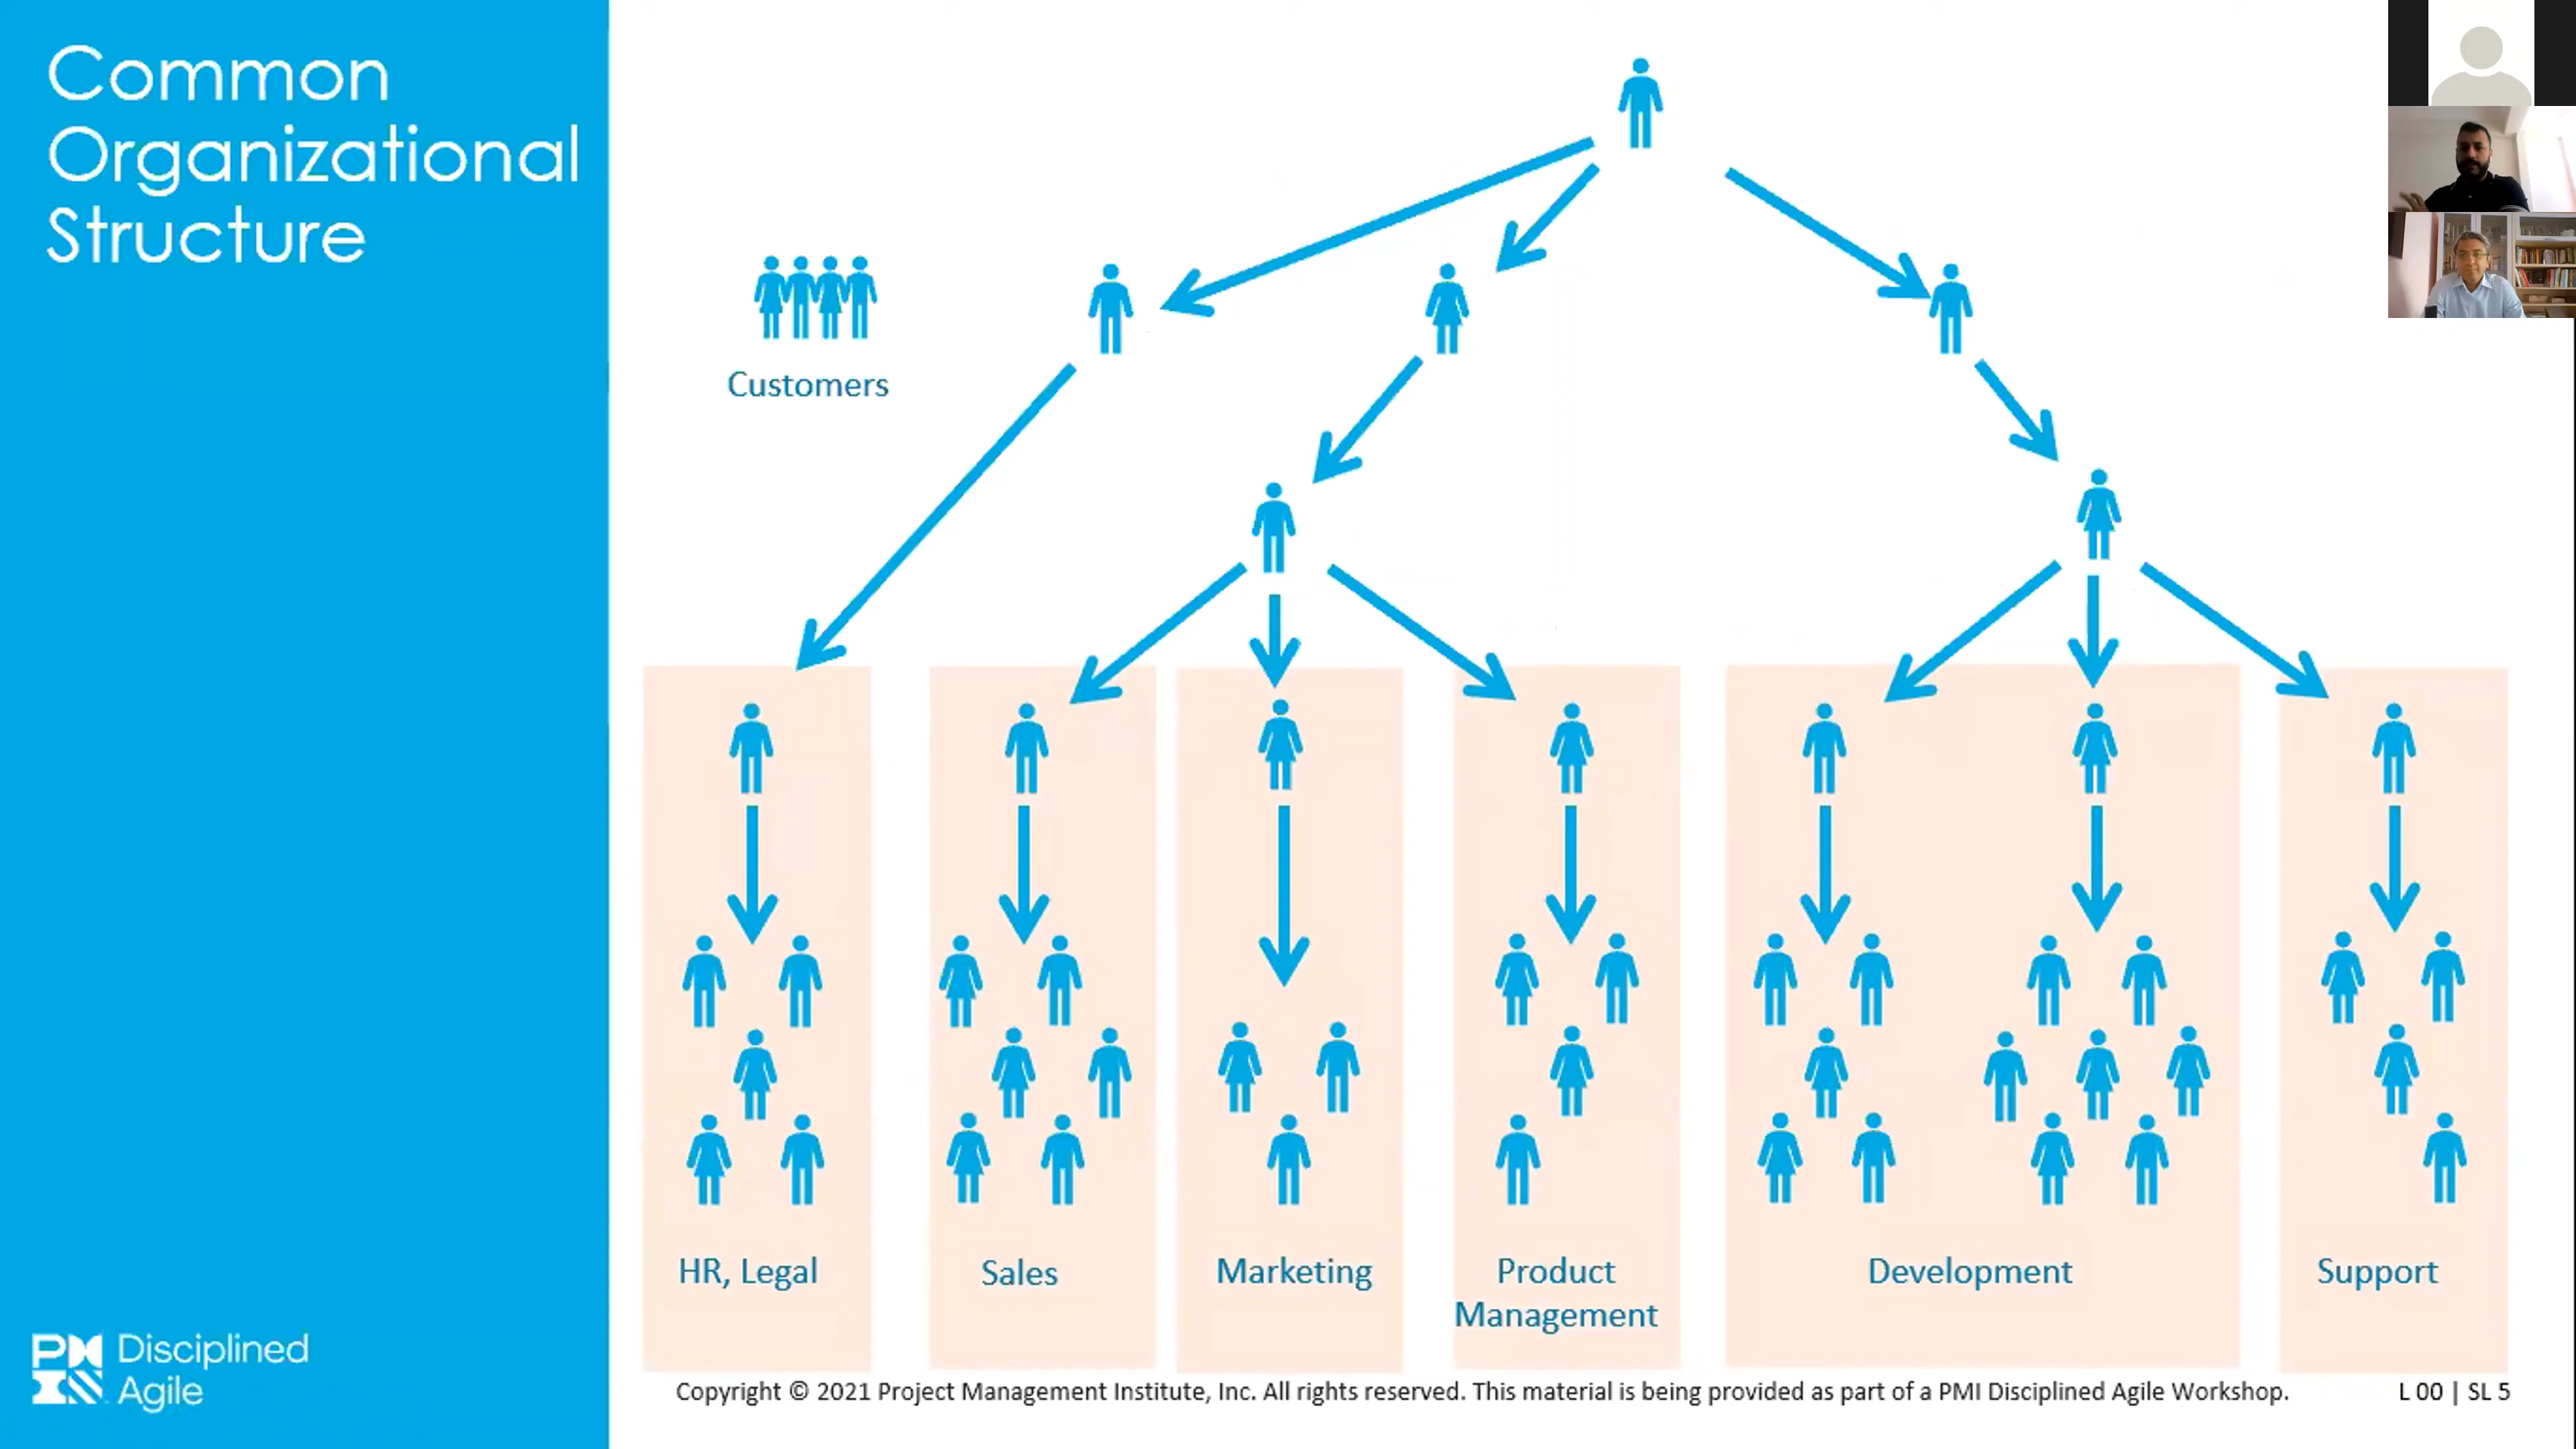 Common
Organizational
Structure
Customers
HR, Legal
Sales
Marketing
Product
Management
Development
Support
PMI Disciplined
Agile
Copyright © 2021 Project Management Institute, Inc. All rights reserved. This material is being provided as part of a PMI Disciplined Agile Workshop.
L 00 | SL 5